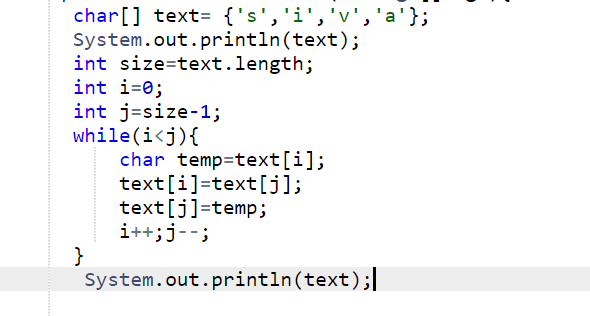 char[] text= {'s','i','v','a'};
System.out.println(text);
int size=text.length;
int i=0;
int j=size-1;
while(i<j){
char temp=text[i];
text[i]=text[j];
text[j]=temp;
i++;j--;
}
System.out.println(text);